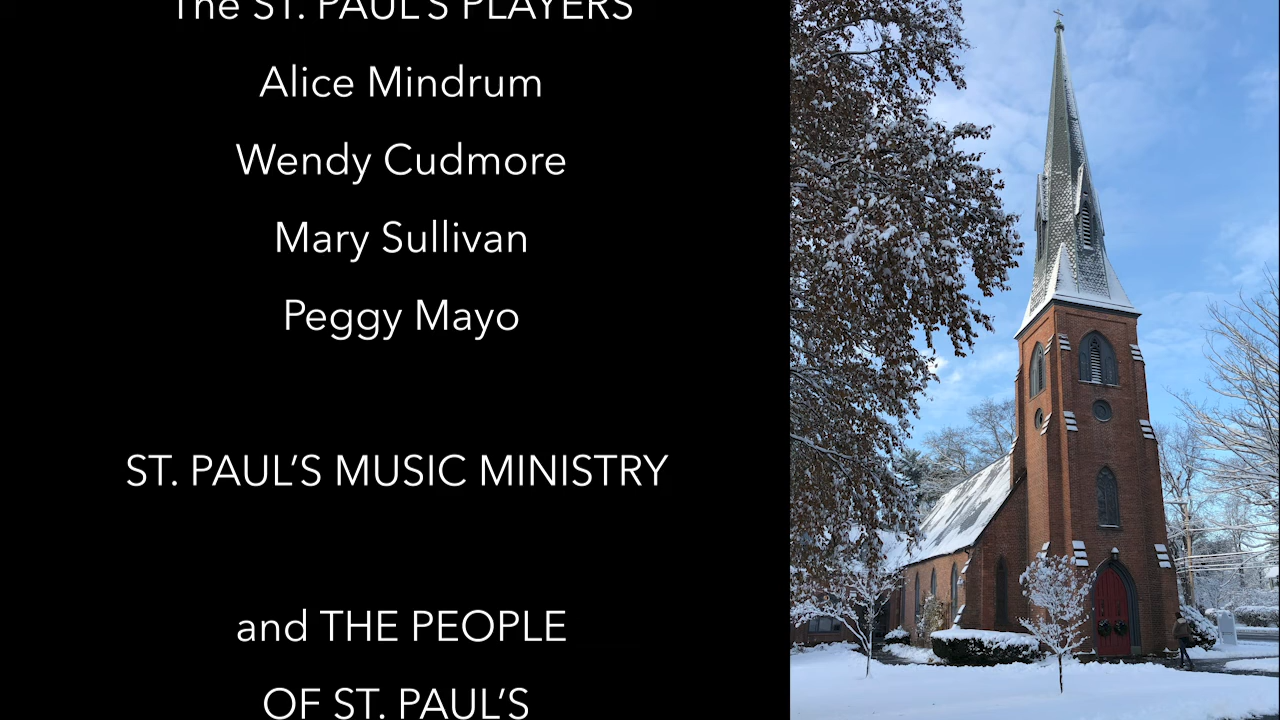 The ST. PAUL'S PLAYERS
Alice Mindrum
Wendy Cudmore
Mary Sullivan
Peggy Mayo
ST. PAUL’S MUSIC MINISTRY
and THE PEOPLE
OF ST. PAUL’S